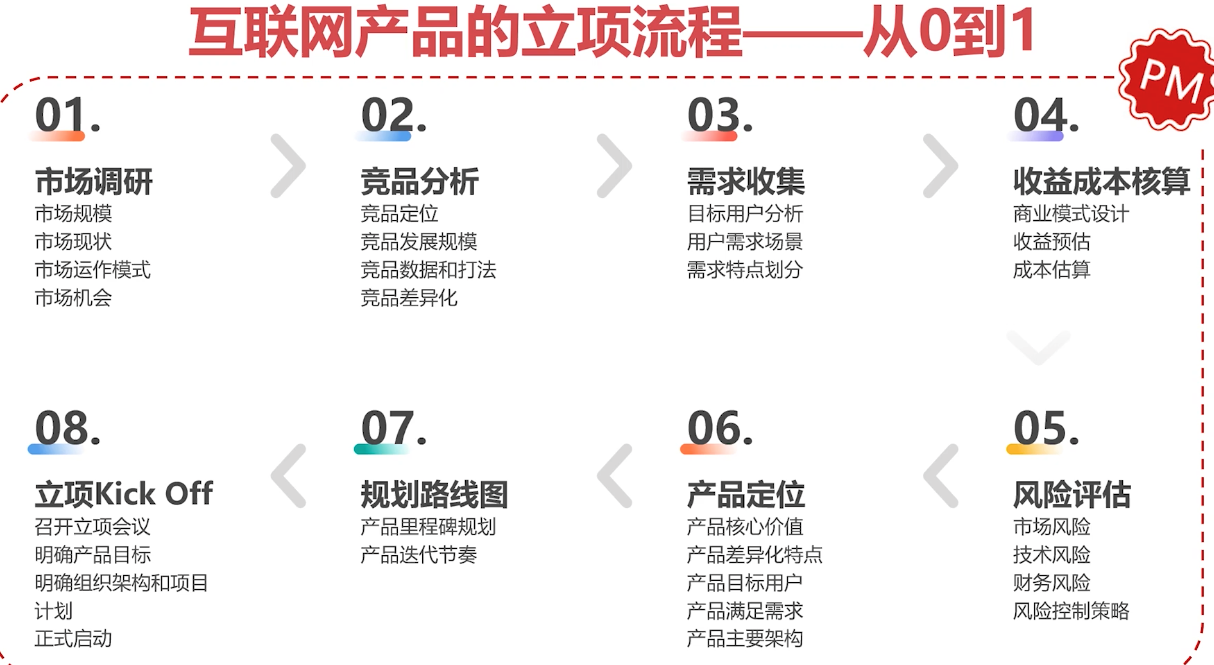 互联网产品的立项流程——从0到1
PM
01.
市场调研
市场规模
市场现状
市场运作模式
市场机会
02.
竞品分析
竞品定位
竞品发展规模
竞品数据和打法
竞品差异化
03.
需求收集
目标用户分析
用户需求场景
需求特点划分
04.
收益成本核算
商业模式设计
收益预估
成本估算
05.
风险评估
市场风险
技术风险
财务风险
风险控制策略
06.
产品定位
产品核心价值
产品差异化特点
产品目标用户
产品满足需求
产品主要架构
07.
规划路线图
产品里程碑规划
产品迭代节奏
08.
立项Kick Off
召开立项会议
明确产品目标
明确组织架构和项目
计划
正式启动